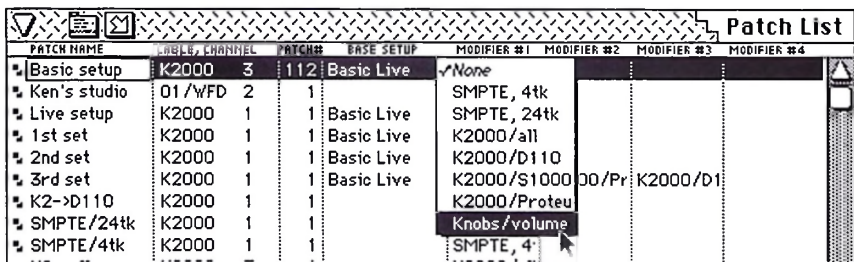 Patch List
PATCH NAME CABLE, CHANNEL PATCH# BASE SETUP MODIFIER #1 MODIFIER #2 MODIFIER #3 MODIFIER #4
Basic setup K2000 3 112 Basic Live ✓None
Ken's studio 01/WFD 2 1 SMPTE, 4tk
Live setup K2000 1 1 Basic Live SMPTE, 24tk
1st set K2000 1 1 Basic Live K2000/all
2nd set K2000 1 1 Basic Live K2000/D110
3rd set K2000 1 1 Basic Live K2000/S1000 00/Pr K2000/D1
K2->D110 K2000 1 1 K2000/Proteu
SMPTE/24tk K2000 1 1 Knobs/volume
SMPTE/4tk K2000 1 1 SMPTE, 4